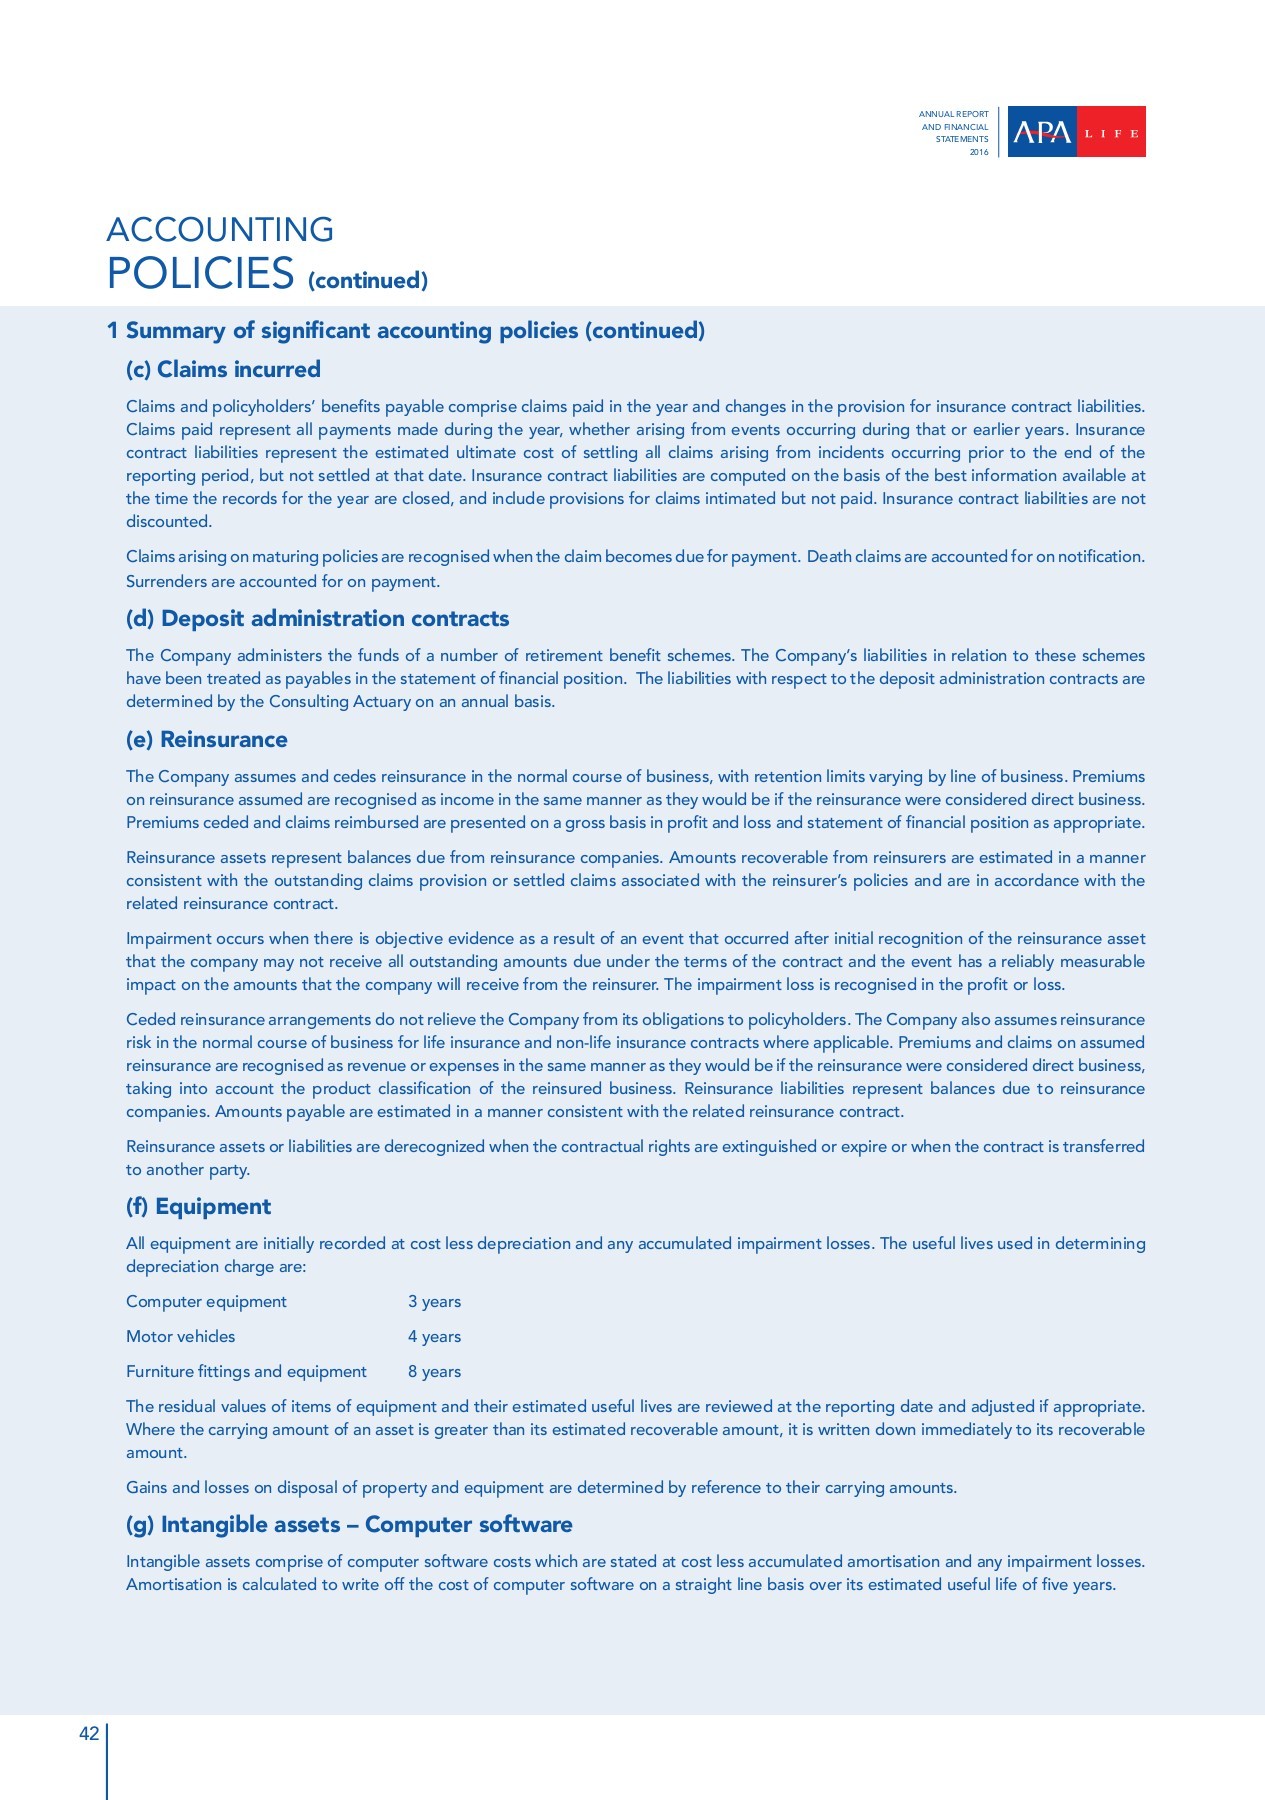 ANNUAL REPORT
AND FINANCIAL
STATEMENTS
2016
APA
LIFE
ACCOUNTING
POLICIES (continued)
1 Summary of significant accounting policies (continued)
(c) Claims incurred
Claims and policyholders’ benefits payable comprise claims paid in the year and changes in the provision for insurance contract liabilities.
Claims paid represent all payments made during the year, whether arising from events occurring during that or earlier years. Insurance
contract liabilities represent the estimated ultimate cost of settling all claims arising from incidents occurring prior to the end of the
reporting period, but not settled at that date. Insurance contract liabilities are computed on the basis of the best information available at
the time the records for the year are closed, and include provisions for claims intimated but not paid. Insurance contract liabilities are not
discounted.
Claims arising on maturing policies are recognised when the claim becomes due for payment. Death claims are accounted for on notification.
Surrenders are accounted for on payment.
(d) Deposit administration contracts
The Company administers the funds of a number of retirement benefit schemes. The Company’s liabilities in relation to these schemes
have been treated as payables in the statement of financial position. The liabilities with respect to the deposit administration contracts are
determined by the Consulting Actuary on an annual basis.
(e) Reinsurance
The Company assumes and cedes reinsurance in the normal course of business, with retention limits varying by line of business. Premiums
on reinsurance assumed are recognised as income in the same manner as they would be if the reinsurance were considered direct business.
Premiums ceded and claims reimbursed are presented on a gross basis in profit and loss and statement of financial position as appropriate.
Reinsurance assets represent balances due from reinsurance companies. Amounts recoverable from reinsurers are estimated in a manner
consistent with the outstanding claims provision or settled claims associated with the reinsurer’s policies and are in accordance with the
related reinsurance contract.
Impairment occurs when there is objective evidence as a result of an event that occurred after initial recognition of the reinsurance asset
that the company may not receive all outstanding amounts due under the terms of the contract and the event has a reliably measurable
impact on the amounts that the company will receive from the reinsurer. The impairment loss is recognised in the profit or loss.
Ceded reinsurance arrangements do not relieve the Company from its obligations to policyholders. The Company also assumes reinsurance
risk in the normal course of business for life insurance and non-life insurance contracts where applicable. Premiums and claims on assumed
reinsurance are recognised as revenue or expenses in the same manner as they would be if the reinsurance were considered direct business,
taking into account the product classification of the reinsured business. Reinsurance liabilities represent balances due to reinsurance
companies. Amounts payable are estimated in a manner consistent with the related reinsurance contract.
Reinsurance assets or liabilities are derecognized when the contractual rights are extinguished or expire or when the contract is transferred
to another party.
(f) Equipment
All equipment are initially recorded at cost less depreciation and any accumulated impairment losses. The useful lives used in determining
depreciation charge are:
Computer equipment 3 years
Motor vehicles 4 years
Furniture fittings and equipment 8 years
The residual values of items of equipment and their estimated useful lives are reviewed at the reporting date and adjusted if appropriate.
Where the carrying amount of an asset is greater than its estimated recoverable amount, it is written down immediately to its recoverable
amount.
Gains and losses on disposal of property and equipment are determined by reference to their carrying amounts.
(g) Intangible assets – Computer software
Intangible assets comprise of computer software costs which are stated at cost less accumulated amortisation and any impairment losses.
Amortisation is calculated to write off the cost of computer software on a straight line basis over its estimated useful life of five years.
42